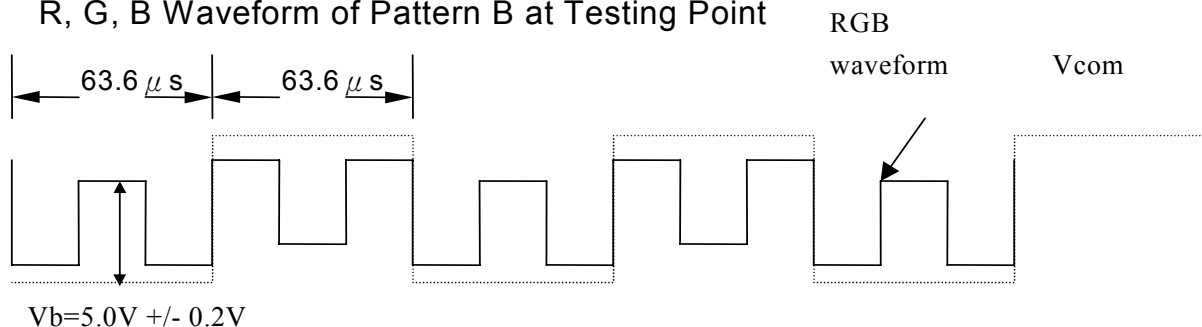 R, G, B Waveform of Pattern B at Testing Point
RGB
waveform
Vcom
63.6 μ s
63.6 μ s
Vb=5.0V +/- 0.2V